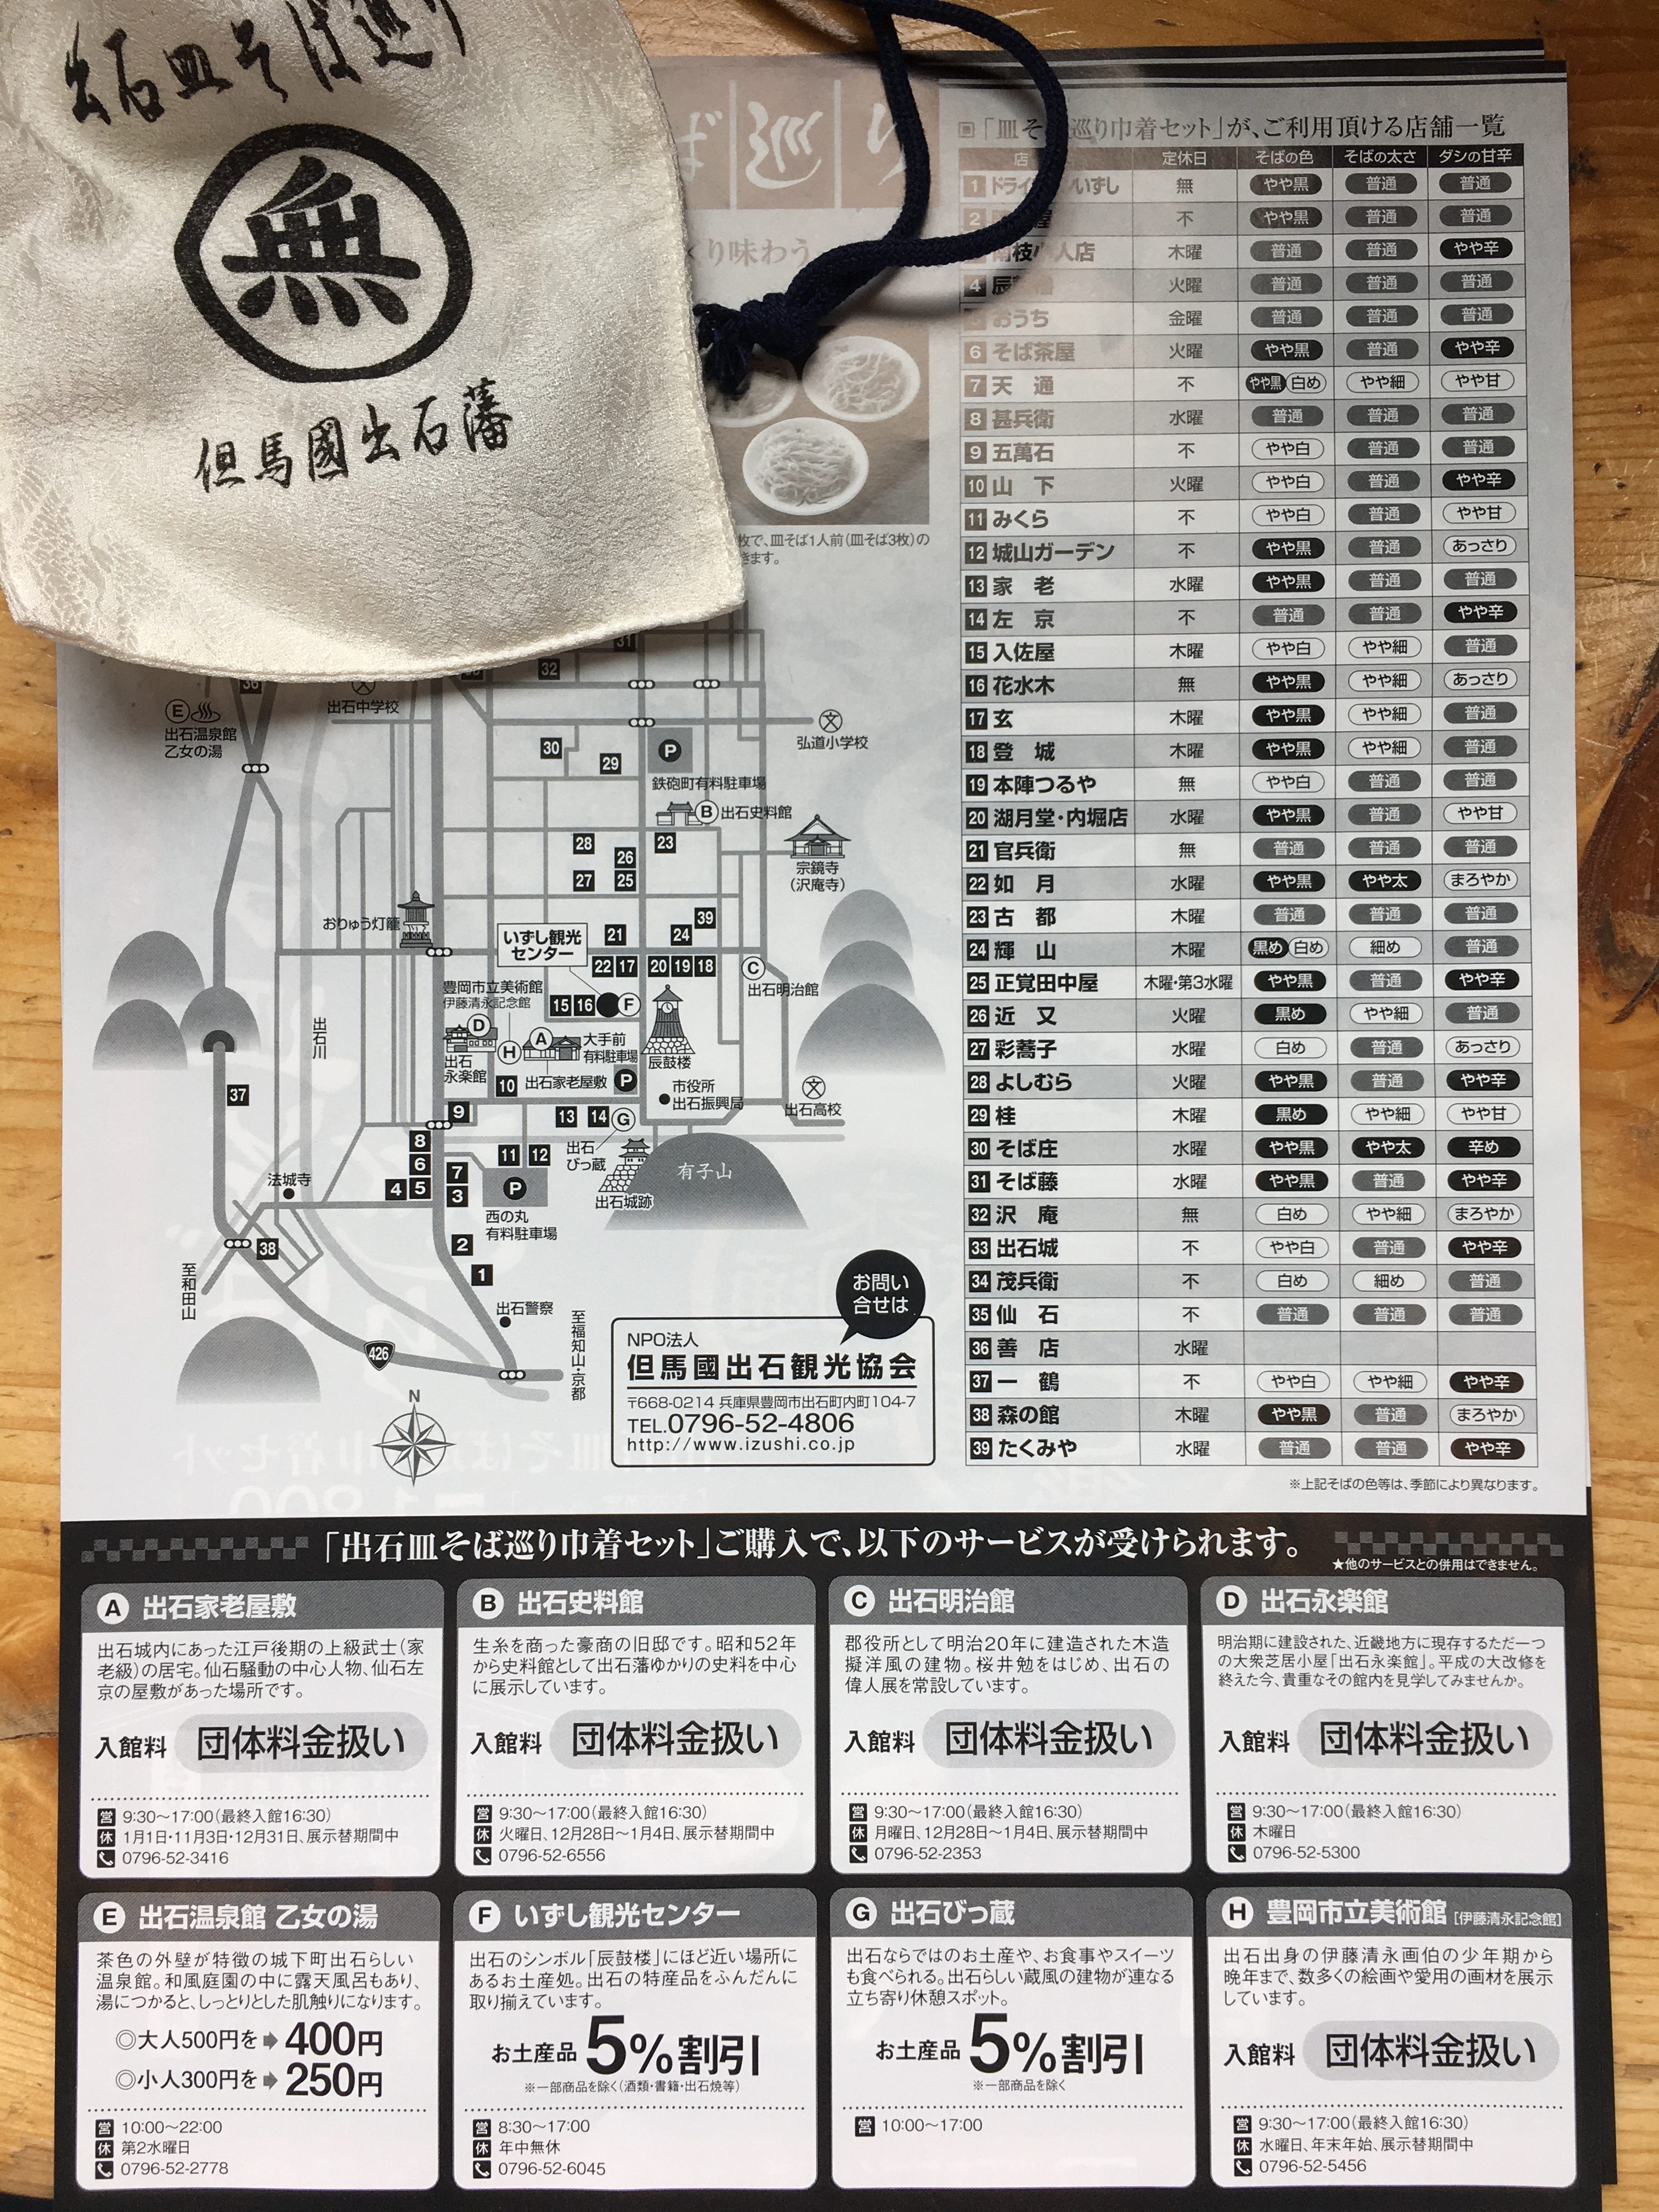 出石皿そば巡り
無
但馬國出石藩
ば巡り
くり味わう
枚で、皿そば1人前(皿そば3枚)の
きます。
「皿そ 巡り巾着セット」が、ご利用頂ける店舗一覧
店 定休日 そばの色 そばの太さ ダシの甘辛
1 ドライ いずし 無 やや黒 普通 普通
2 不 やや黒 普通 普通
南枝 人店 木曜 普通 普通 やや辛
4 辰 火曜 普通 普通 普通
おうち 金曜 普通 普通 普通
6 そば茶屋 火曜 やや黒 普通 やや辛
7 天 通 不 やや黒 白め やや細 やや甘
8 甚兵衛 水曜 普通 普通 普通
9 五萬石 不 やや白 普通 普通
10 山 下 火曜 やや白 普通 やや辛
11 みくら 不 やや白 普通 やや甘
12 城山ガーデン 不 やや黒 普通 あっさり
13 家 老 水曜 やや黒 普通 普通
14 左 京 不 普通 普通 やや辛
15 入佐屋 木曜 やや白 やや細 普通
16 花水木 無 やや黒 やや細 あっさり
17 玄 木曜 やや黒 やや細 普通
18 登 城 木曜 やや黒 やや細 普通
19 本陣つるや 無 やや白 普通 普通
20 湖月堂・内堀店 水曜 やや黒 普通 やや甘
21 官兵衛 無 普通 普通 普通
22 如 月 水曜 やや黒 やや太 まろやか
23 古 都 木曜 普通 普通 普通
24 輝 山 木曜 黒め 白め 細め 普通
25 正覚田中屋 木曜・第3水曜 やや黒 普通 やや辛
26 近 又 火曜 黒め やや細 普通
27 彩蕎子 水曜 白め 普通 あっさり
28 よしむら 火曜 やや黒 普通 やや辛
29 桂 木曜 黒め やや細 やや甘
30 そば庄 水曜 やや黒 やや太 辛め
31 そば藤 水曜 やや黒 普通 やや辛
32 沢 庵 無 白め やや細 まろやか
33 出石城 不 やや白 普通 やや辛
34 茂兵衛 不 白め 細め 普通
35 仙 石 不 普通 普通 普通
36 善 店 水曜
37 一 鶴 不 やや白 やや細 やや辛
38 森の館 木曜 やや黒 普通 まろやか
39 たくみや 水曜 普通 普通 やや辛
※上記そばの色等は、季節により異なります。
31
32
36
出石中学校
E
出石温泉館
乙女の湯
弘道小学校
30
29
P
鉄砲町有料駐車場
B 出石史料館
28
26
23
27
25
宗鏡寺
(沢庵寺)
おりゅう灯籠
39
いずし観光
センター
21
24
22 17 20 19 18
C
出石明治館
豊岡市立美術館
伊藤清永記念館
15 16 F
出石川
D
H
A
大手前
有料駐車場
辰鼓楼
出石
永楽館
10
出石家老屋敷
P
市役所
出石振興局
出石高校
37
9
13 14 G
8
出石
びっ蔵
6
11 12
7
有子山
法城寺
4 5
3
P
出石城跡
西の丸
有料駐車場
2
38
1
至和田山
出石警察
至福知山・京都
426
N
お問い
合せは
NPO法人
但馬國出石観光協会
〒668-0214 兵庫県豊岡市出石町内町104-7
TEL.0796-52-4806
http://www.izushi.co.jp
「出石皿そば巡り巾着セット」ご購入で、以下のサービスが受けられます。
★他のサービスとの併用はできません。
A 出石家老屋敷
出石城内にあった江戸後期の上級武士(家
老級)の居宅。仙石騒動の中心人物、仙石左
京の屋敷があった場所です。
入館料 団体料金扱い
営 9:30〜17:00(最終入館16:30)
休 1月1日・11月3日・12月31日、展示替期間中
0796-52-3416
B 出石史料館
生糸を商った豪商の旧邸です。昭和52年
から史料館として出石藩ゆかりの史料を中心
に展示しています。
入館料 団体料金扱い
営 9:30〜17:00(最終入館16:30)
休 火曜日、12月28日〜1月4日、展示替期間中
0796-52-6556
C 出石明治館
郡役所として明治20年に建造された木造
擬洋風の建物。桜井勉をはじめ、出石の
偉人展を常設しています。
入館料 団体料金扱い
営 9:30〜17:00(最終入館16:30)
休 月曜日、12月28日〜1月4日、展示替期間中
0796-52-2353
D 出石永楽館
明治期に建設された、近畿地方に現存するただ一つ
の大衆芝居小屋「出石永楽館」。平成の大改修を
終えた今、貴重なその館内を見学してみませんか。
入館料 団体料金扱い
営 9:30〜17:00(最終入館16:30)
休 木曜日
0796-52-5300
E 出石温泉館 乙女の湯
茶色の外壁が特徴の城下町出石らしい
温泉館。和風庭園の中に露天風呂もあり、
湯につかると、しっとりとした肌触りになります。
◎大人500円を➡400円
◎小人300円を➡250円
営 10:00〜22:00
休 第2水曜日
0796-52-2778
F いずし観光センター
出石のシンボル「辰鼓楼」にほど近い場所に
あるお土産処。出石の特産品をふんだんに
取り揃えています。
お土産品 5%割引
※一部商品を除く(酒類・書籍・出石焼等)
営 8:30〜17:00
休 年中無休
0796-52-6045
G 出石びっ蔵
出石ならではのお土産や、お食事やスイーツ
も食べられる。出石らしい蔵風の建物が連なる
立ち寄り休憩スポット。
お土産品 5%割引
※一部商品を除く
営 10:00〜17:00
H 豊岡市立美術館 [伊藤清永記念館]
出石出身の伊藤清永画伯の少年期から
晩年まで、数多くの絵画や愛用の画材を展示
しています。
入館料 団体料金扱い
営 9:30〜17:00(最終入館16:30)
休 水曜日、年末年始、展示替期間中
0796-52-5456